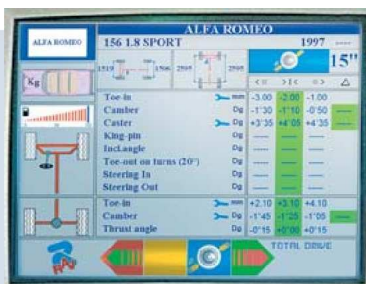 ALFA ROMEO
ALFA ROMEO
156 1.8 SPORT 1997 ----
1519 1506 2595 2595 15"
<= >I< => △
Kg
Toe-in mm -3.00 -2.00 -1.00
Camber Dg -1°30 -1°10 -0°50 ----
Caster Dg +3°35 +4°05 +4°35 ----
King-pin Dg ---- ---- ----
Incl.angle Dg ---- ---- ----
Toe-out on turns (20°) Dg ---- ---- ----
Steering In Dg ---- ---- ----
Steering Out Dg ---- ---- ----
Toe-in mm +2.10 +3.10 +4.10
Camber Dg -1°45 -1°25 -1°05 ----
Thrust angle Dg -0°15 +0°00 +0°15
TOTAL DRIVE